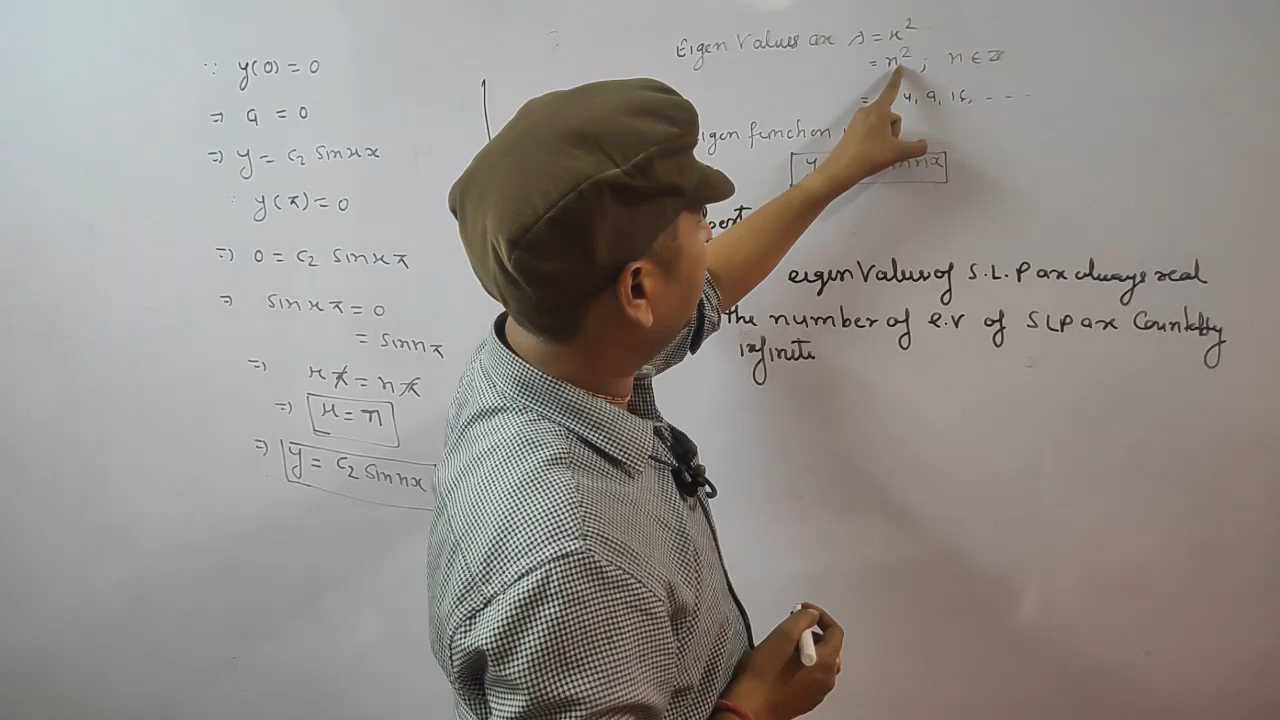 ∵ y(0) = 0
⇒ C₁ = 0
⇒ y = c₂ sin μx
∵ y(π) = 0
⇒ 0 = c₂ sin μπ
⇒ sin μπ = 0
= sin nπ
⇒ μπ = nπ
⇒ μ = n
⇒ y = c₂ sin nx
Eigen Values are λ = μ²
= n² ; n ∈ Z
= 4, 9, 16, - - -
igen function
y nx
eigen Values of S.L.P are always real
the number of e.v of SLP are Countably
infinite